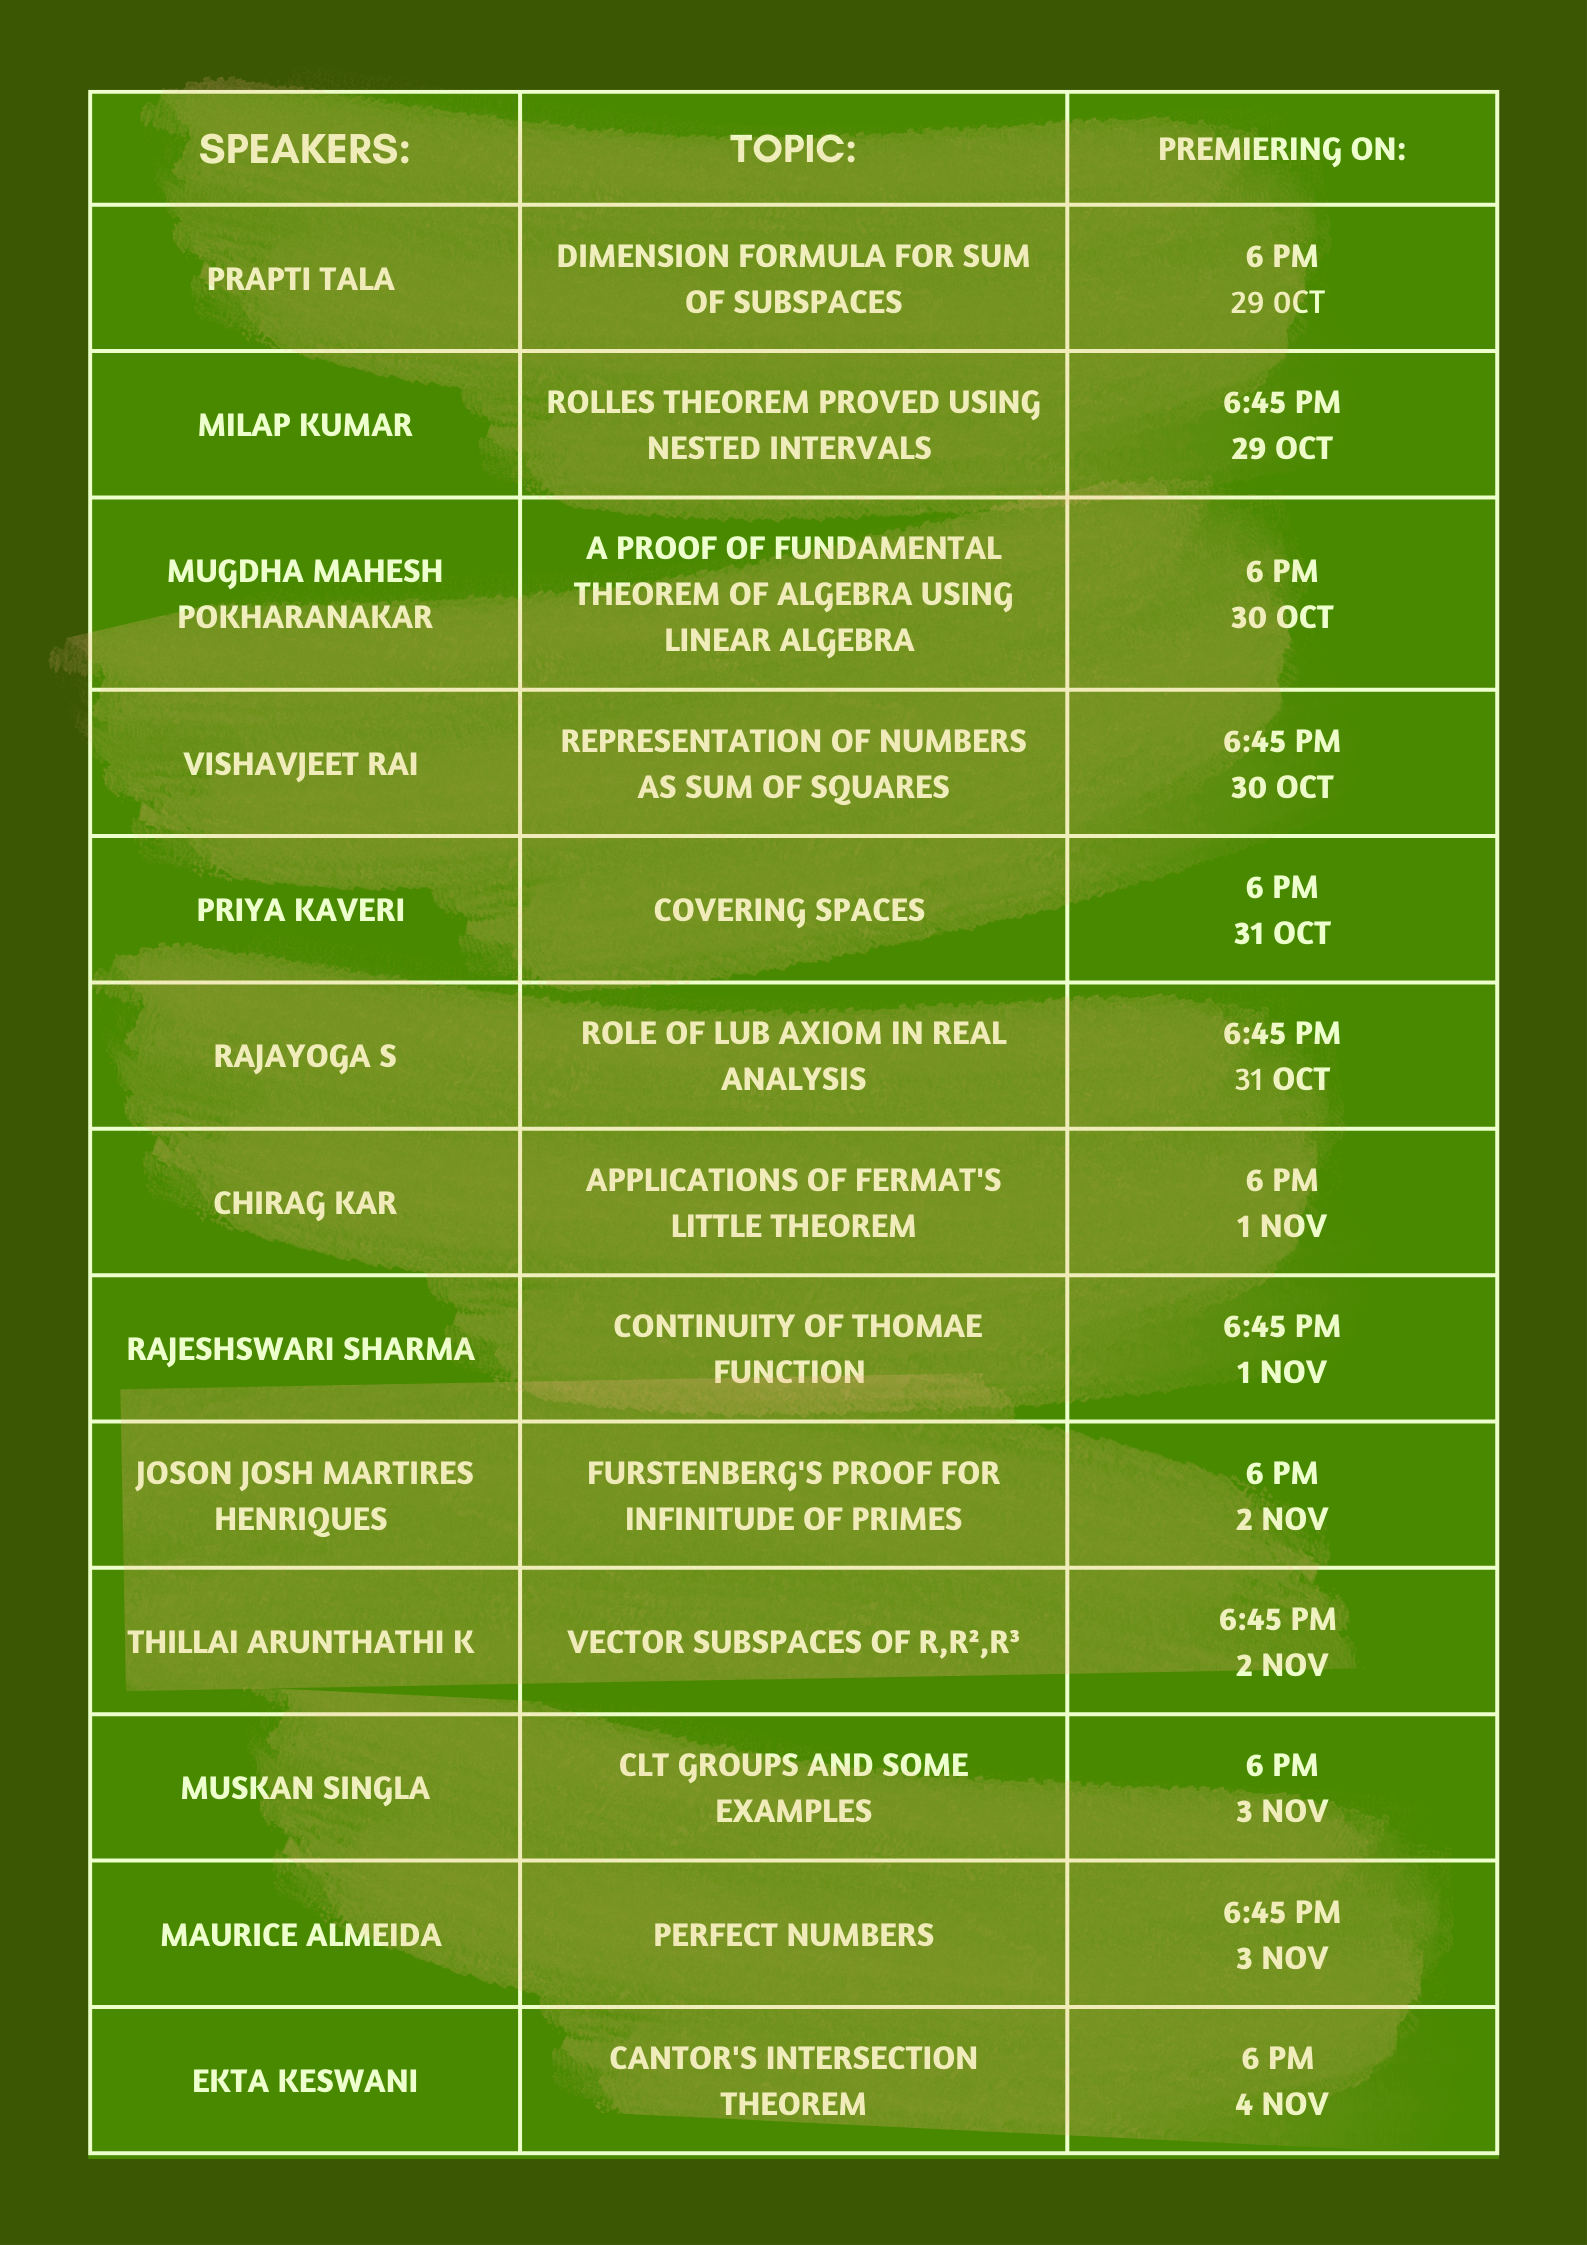 SPEAKERS:
TOPIC:
PREMIERING ON:
PRAPTI TALA
DIMENSION FORMULA FOR SUM
OF SUBSPACES
6 PM
29 0CT
MILAP KUMAR
ROLLES THEOREM PROVED USING
NESTED INTERVALS
6:45 PM
29 OCT
MUGDHA MAHESH
POKHARANAKAR
A PROOF OF FUNDAMENTAL
THEOREM OF ALGEBRA USING
LINEAR ALGEBRA
6 PM
30 OCT
VISHAVJEET RAI
REPRESENTATION OF NUMBERS
AS SUM OF SQUARES
6:45 PM
30 OCT
PRIYA KAVERI
COVERING SPACES
6 PM
31 OCT
RAJAYOGA S
ROLE OF LUB AXIOM IN REAL
ANALYSIS
6:45 PM
31 OCT
CHIRAG KAR
APPLICATIONS OF FERMAT'S
LITTLE THEOREM
6 PM
1 NOV
RAJESHSWARI SHARMA
CONTINUITY OF THOMAE
FUNCTION
6:45 PM
1 NOV
JOSON JOSH MARTIRES
HENRIQUES
FURSTENBERG'S PROOF FOR
INFINITUDE OF PRIMES
6 PM
2 NOV
THILLAI ARUNTHATHI K
VECTOR SUBSPACES OF R,R²,R³
6:45 PM
2 NOV
MUSKAN SINGLA
CLT GROUPS AND SOME
EXAMPLES
6 PM
3 NOV
MAURICE ALMEIDA
PERFECT NUMBERS
6:45 PM
3 NOV
EKTA KESWANI
CANTOR'S INTERSECTION
THEOREM
6 PM
4 NOV